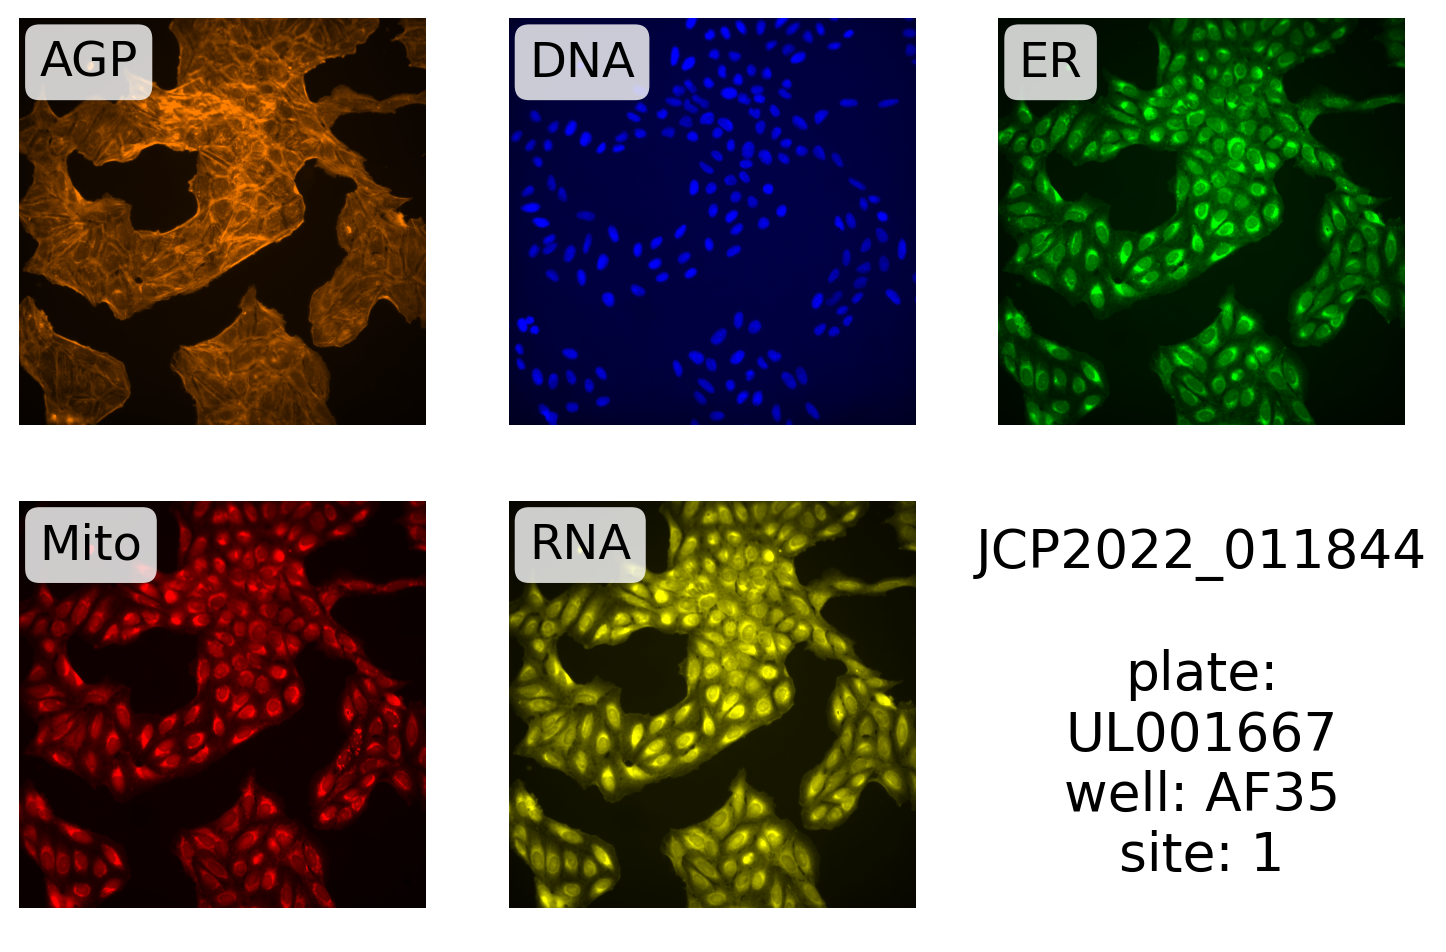 AGP
DNA
ER
Mito
RNA
JCP2022_011844
plate:
UL001667
well: AF35
site: 1